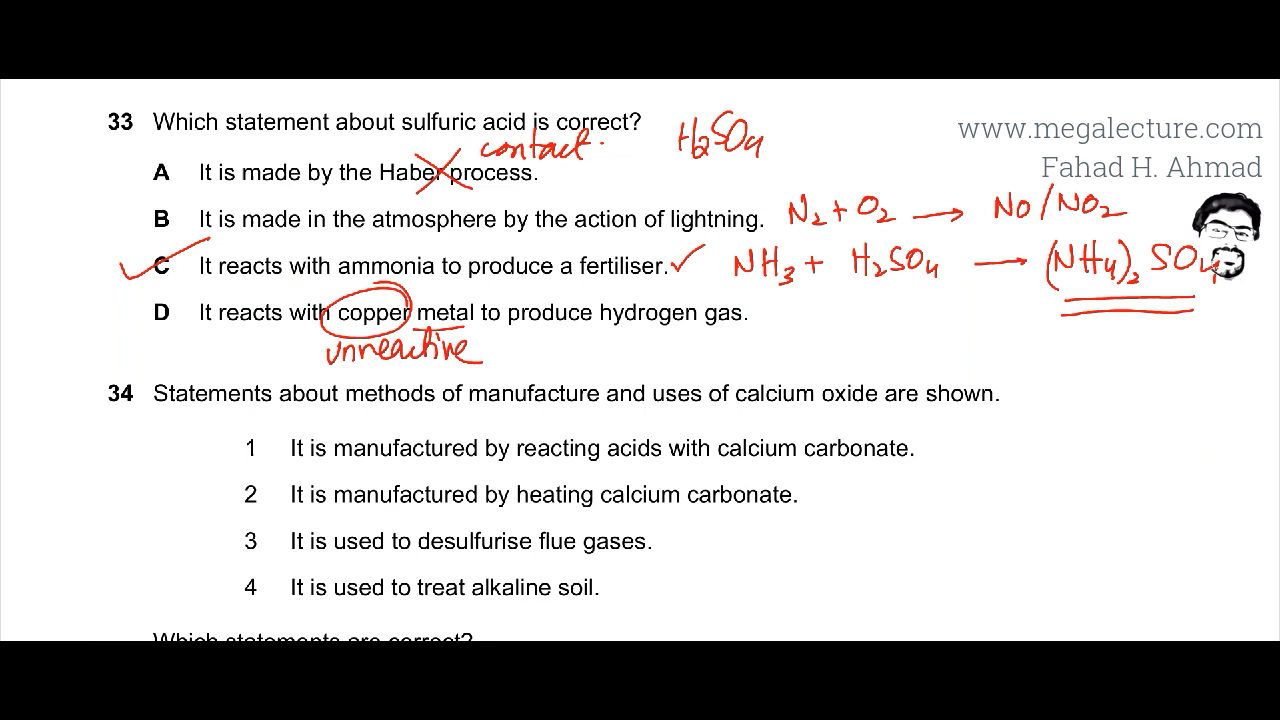 33 Which statement about sulfuric acid is correct? H2SO4
contact.
www.megalecture.com
Fahad H. Ahmad
A It is made by the Haber process.
B It is made in the atmosphere by the action of lightning. N2 + O2 → NO/NO2
C It reacts with ammonia to produce a fertiliser. ✓ NH3 + H2SO4 → (NH4)2 SO4
D It reacts with copper metal to produce hydrogen gas.
unreactive
34 Statements about methods of manufacture and uses of calcium oxide are shown.
1 It is manufactured by reacting acids with calcium carbonate.
2 It is manufactured by heating calcium carbonate.
3 It is used to desulfurise flue gases.
4 It is used to treat alkaline soil.
Which statements are correct?